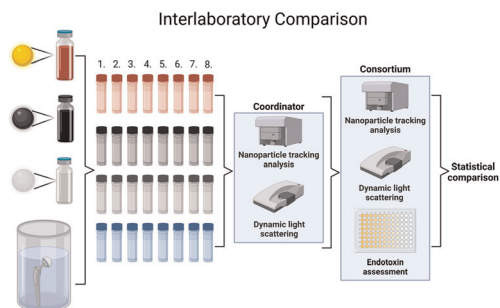 Interlaboratory Comparison
1. 2. 3. 4. 5. 6. 7. 8.
Coordinator
Nanoparticle tracking
analysis
Dynamic light
scattering
Consortium
Nanoparticle tracking
analysis
Dynamic light
scattering
Endotoxin
assessment
Statistical
comparison